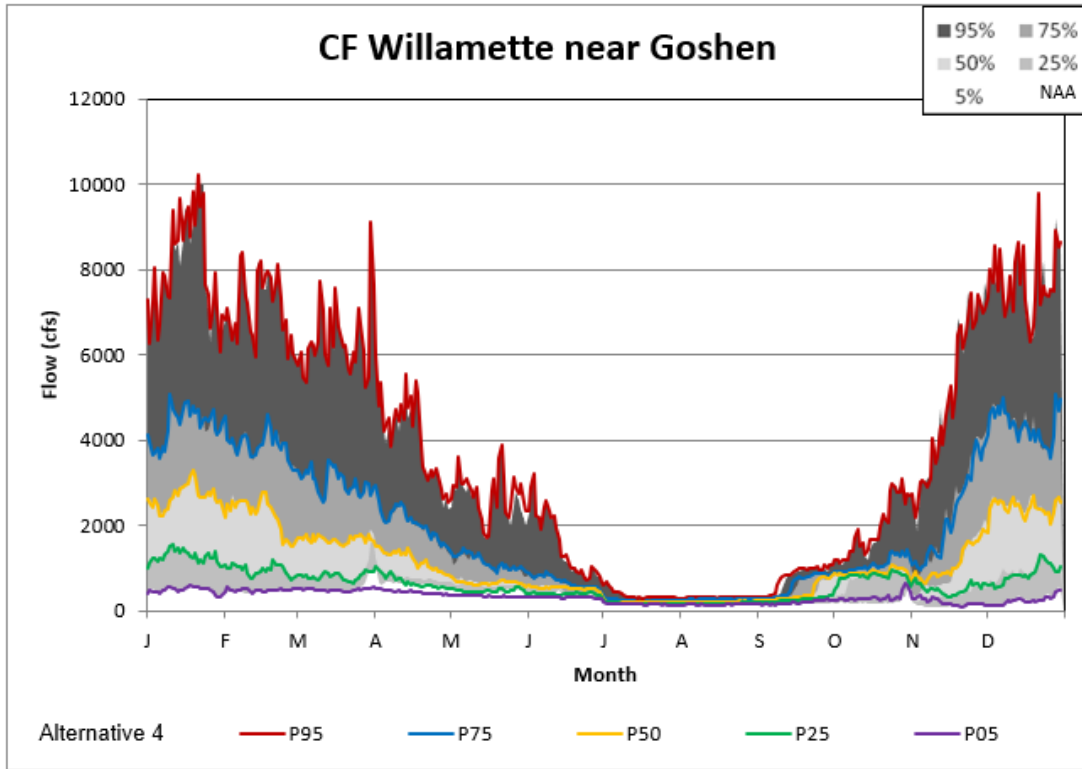 CF Willamette near Goshen
95% 75%
50% 25%
5% NAA
12000
10000
8000
6000
4000
2000
0
Flow (cfs)
J F M A M J J A S O N D
Month
Alternative 4 P95 P75 P50 P25 P05